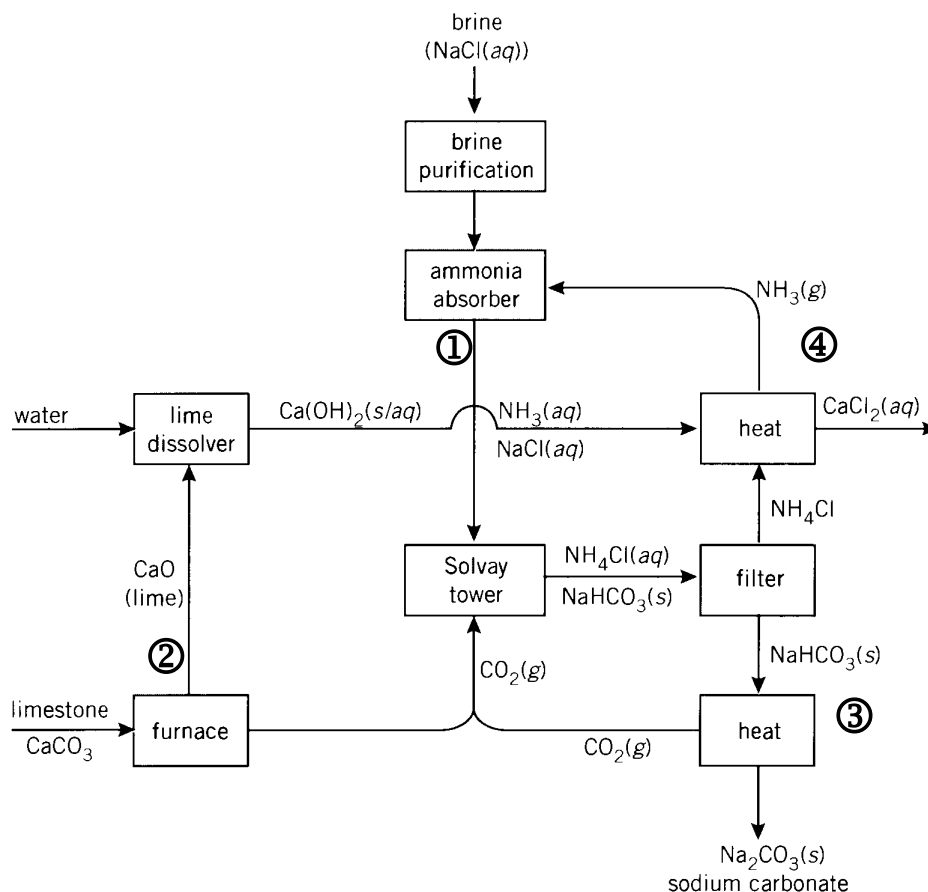 brine
(NaCl(aq))
brine
purification
ammonia
absorber
NH₃(g)
①
④
water
lime
dissolver
Ca(OH)₂(s/aq)
NH₃(aq)
NaCl(aq)
heat
CaCl₂(aq)
NH₄Cl
CaO
(lime)
Solvay
tower
NH₄Cl(aq)
NaHCO₃(s)
filter
②
CO₂(g)
NaHCO₃(s)
limestone
CaCO₃
furnace
CO₂(g)
heat
③
Na₂CO₃(s)
sodium carbonate